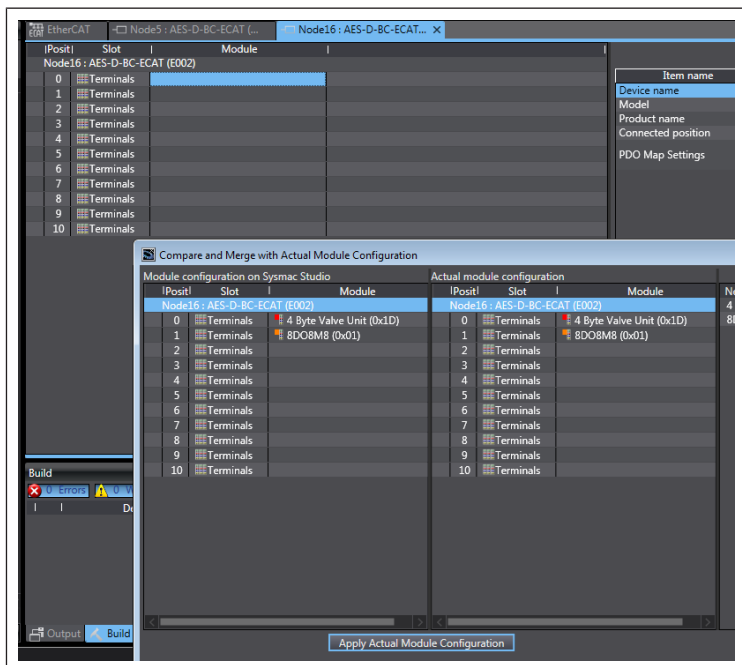 EtherCAT
Node5 : AES-D-BC-ECAT (...
Node16 : AES-D-BC-ECAT...
Posit Slot Module
Node16 : AES-D-BC-ECAT (E002)
0 Terminals
1 Terminals
2 Terminals
3 Terminals
4 Terminals
5 Terminals
6 Terminals
7 Terminals
8 Terminals
9 Terminals
10 Terminals
Item name
Device name
Model
Product name
Connected position
PDO Map Settings
Compare and Merge with Actual Module Configuration
Module configuration on Sysmac Studio
Posit Slot Module
Node16 : AES-D-BC-ECAT (E002)
0 Terminals 4 Byte Valve Unit (0x1D)
1 Terminals 8DO8M8 (0x01)
2 Terminals
3 Terminals
4 Terminals
5 Terminals
6 Terminals
7 Terminals
8 Terminals
9 Terminals
10 Terminals
Actual module configuration
Posit Slot Module
Node16 : AES-D-BC-ECAT (E002)
0 Terminals 4 Byte Valve Unit (0x1D)
1 Terminals 8DO8M8 (0x01)
2 Terminals
3 Terminals
4 Terminals
5 Terminals
6 Terminals
7 Terminals
8 Terminals
9 Terminals
10 Terminals
Build
0 Errors 0 W
De
Output Build
Apply Actual Module Configuration